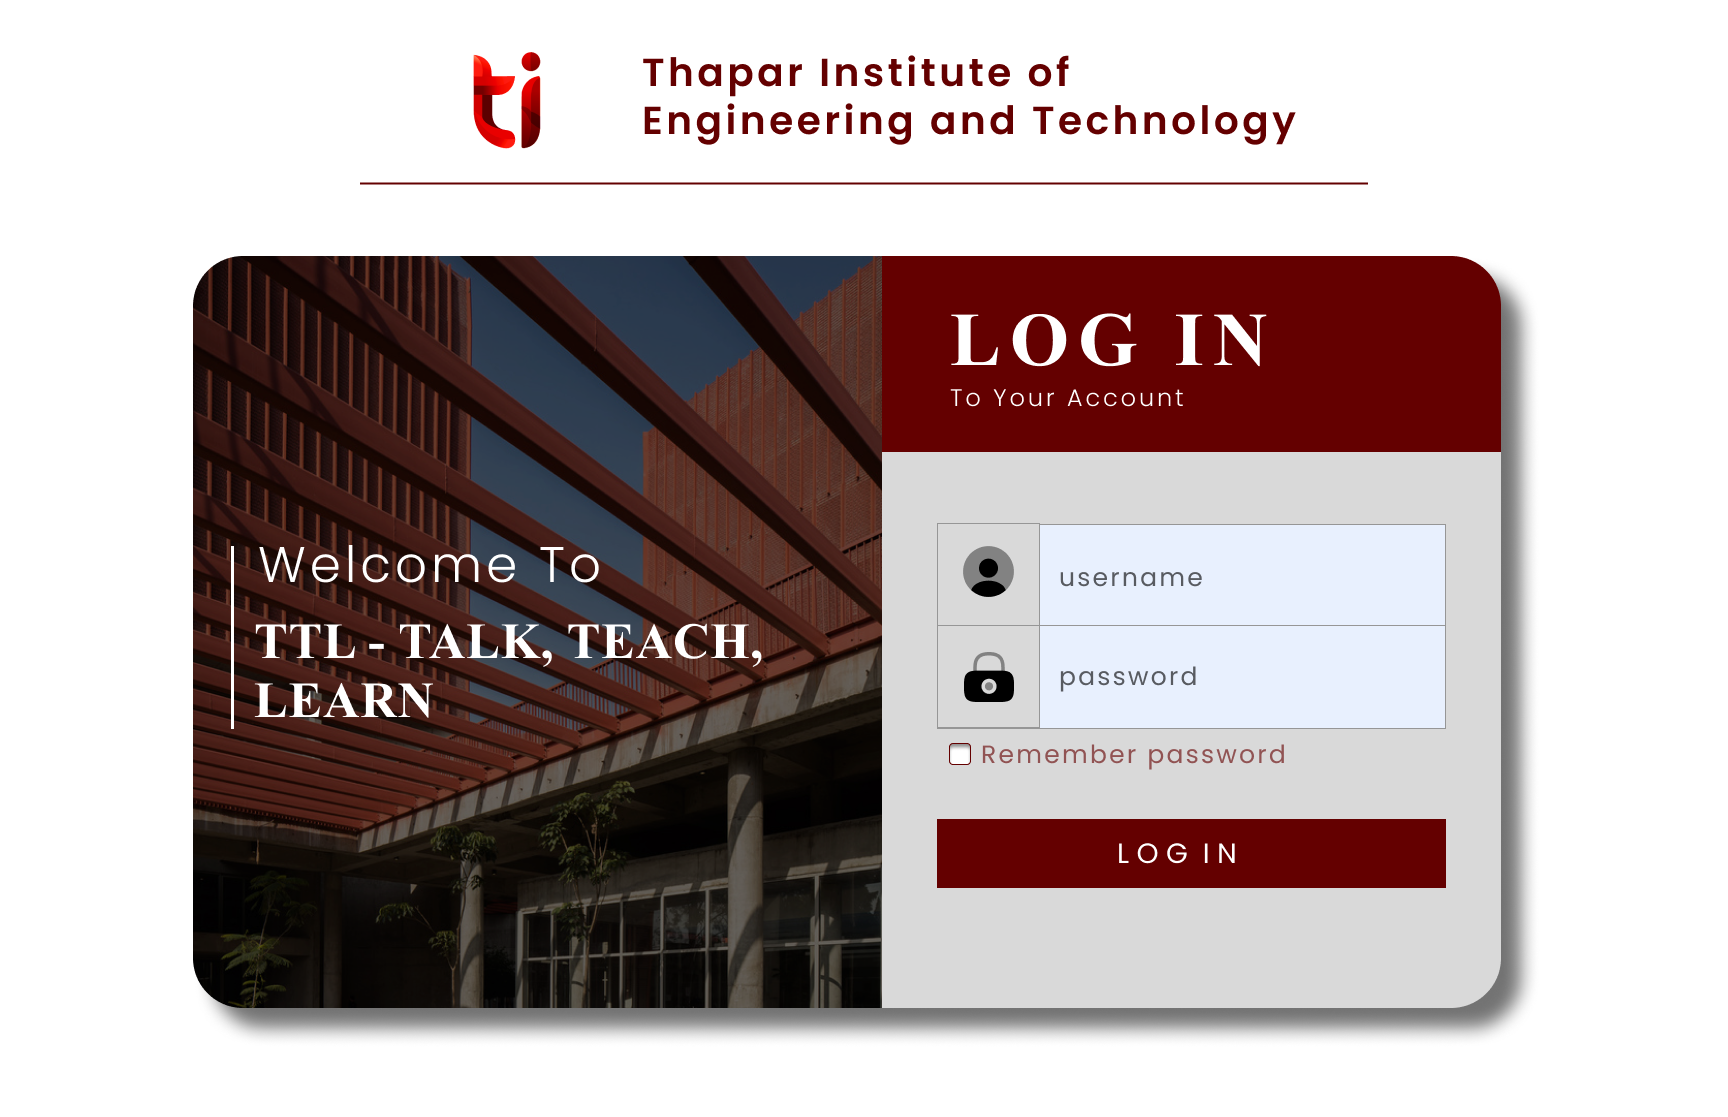 ti
Thapar Institute of
Engineering and Technology
Welcome To
TTL - TALK, TEACH,
LEARN
LOG IN
To Your Account
username
password
Remember password
LOG IN